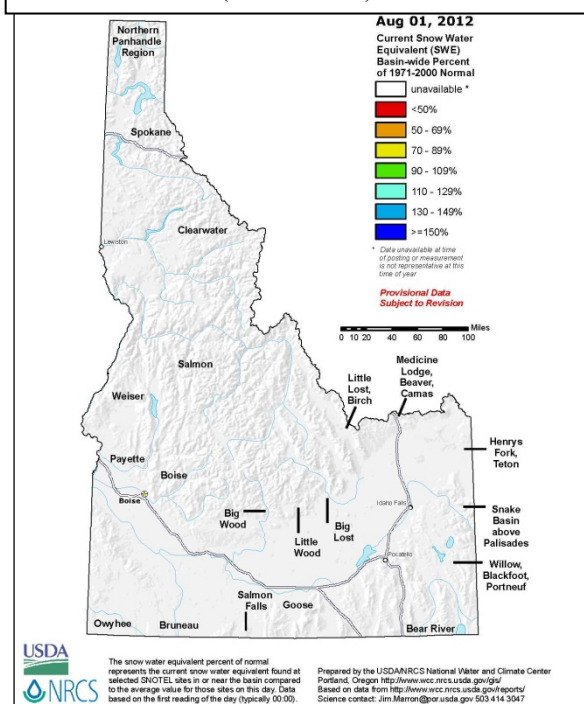 Aug 01, 2012
Current Snow Water
Equivalent (SWE)
Basin-wide Percent
of 1971-2000 Normal
unavailable *
<50%
50 - 69%
70 - 89%
90 - 109%
110 - 129%
130 - 149%
>=150%
* Data unavailable at time
of posting or measurement
is not representative at this
time of year
Provisional Data
Subject to Revision
Miles
0 10 20 40 60 80 100
Northern
Panhandle
Region
Spokane
Clearwater
Lewiston
Salmon
Weiser
Payette
Boise
Boise
Little
Lost,
Birch
Medicine
Lodge,
Beaver,
Camas
Henrys
Fork,
Teton
Big
Wood
Little
Wood
Big
Lost
Idaho Falls
Snake
Basin
above
Palisades
Pocatello
Willow,
Blackfoot,
Portneuf
Salmon
Falls
Goose
Owyhee
Bruneau
Bear River
USDA
NRCS
The snow water equivalent percent of normal
represents the current snow water equivalent found at
selected SNOTEL sites in or near the basin compared
to the average value for those sites on this day. Data
based on the first reading of the day (typically 00:00).
Prepared by the USDA/NRCS National Water and Climate Center
Portland, Oregon http://www.wcc.nrcs.usda.gov/gis/
Based on data from http://www.wcc.nrcs.usda.gov/reports/
Science contact: Jim.Marron@por.usda.gov 503 414 3047